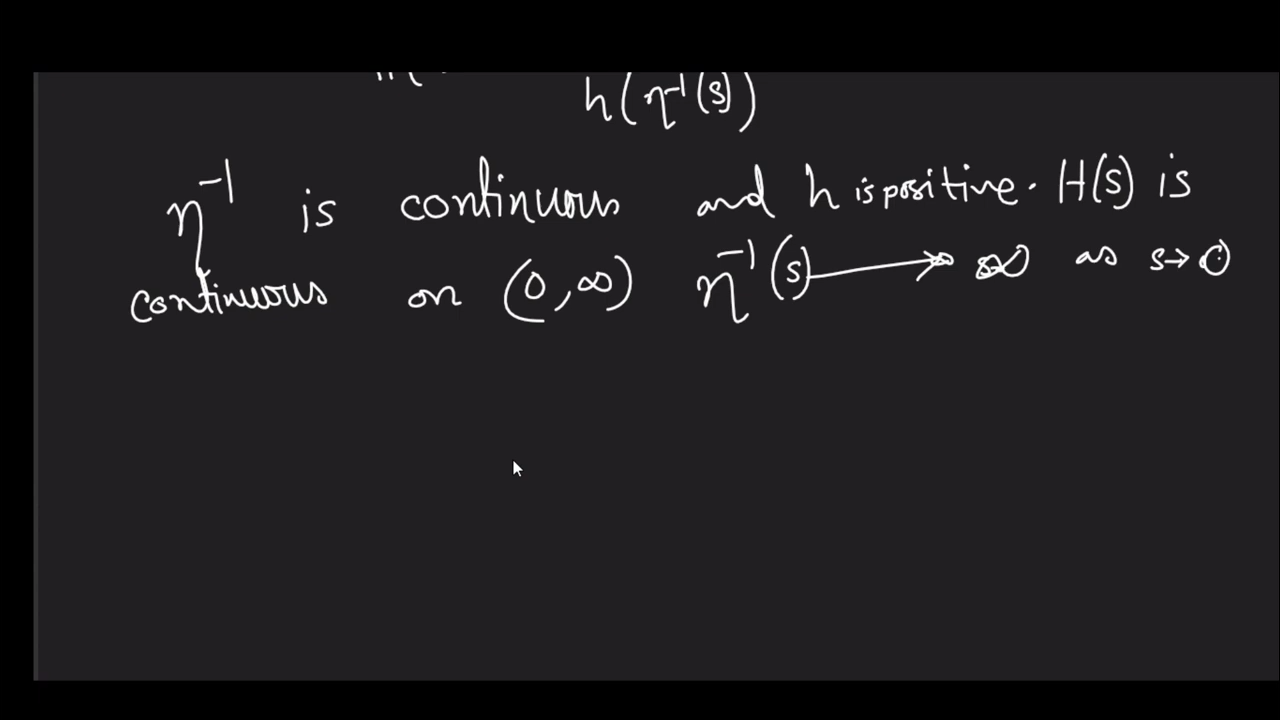 h(η⁻¹(s))
η⁻¹ is continuous and h is positive. H(s) is
continuous on (0,∞) η⁻¹(s) → ∞ as s→0